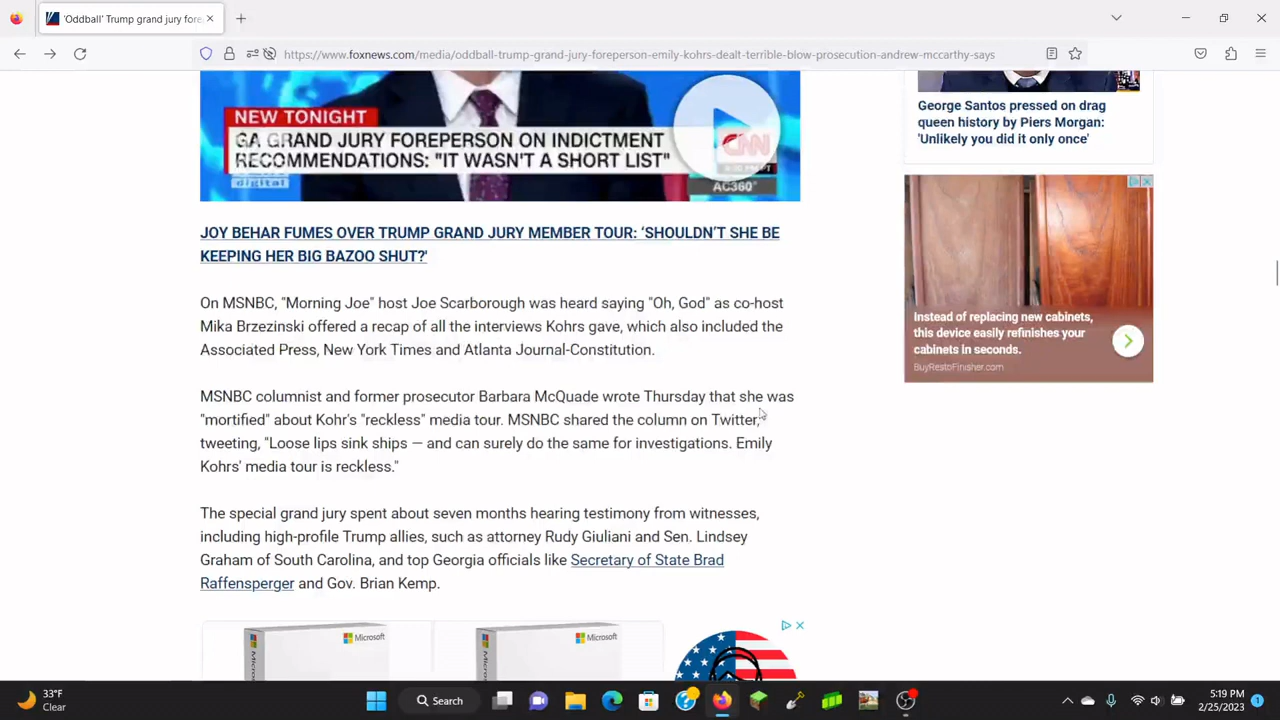 'Oddball' Trump grand jury fore
https://www.foxnews.com/media/oddball-trump-grand-jury-foreperson-emily-kohrs-dealt-terrible-blow-prosecution-andrew-mccarthy-says
NEW TONIGHT
GA GRAND JURY FOREPERSON ON INDICTMENT
RECOMMENDATIONS: "IT WASN'T A SHORT LIST"
digital
CNN
AC360°
JOY BEHAR FUMES OVER TRUMP GRAND JURY MEMBER TOUR: ‘SHOULDN’T SHE BE
KEEPING HER BIG BAZOO SHUT?’
On MSNBC, "Morning Joe" host Joe Scarborough was heard saying "Oh, God" as co-host
Mika Brzezinski offered a recap of all the interviews Kohrs gave, which also included the
Associated Press, New York Times and Atlanta Journal-Constitution.
MSNBC columnist and former prosecutor Barbara McQuade wrote Thursday that she was
"mortified" about Kohr's "reckless" media tour. MSNBC shared the column on Twitter,
tweeting, "Loose lips sink ships — and can surely do the same for investigations. Emily
Kohrs' media tour is reckless."
The special grand jury spent about seven months hearing testimony from witnesses,
including high-profile Trump allies, such as attorney Rudy Giuliani and Sen. Lindsey
Graham of South Carolina, and top Georgia officials like Secretary of State Brad
Raffensperger and Gov. Brian Kemp.
Microsoft
Microsoft
George Santos pressed on drag
queen history by Piers Morgan:
'Unlikely you did it only once'
Instead of replacing new cabinets,
this device easily refinishes your
cabinets in seconds.
BuyRestoFinisher.com
33°F
Clear
Search
5:19 PM
2/25/2023
1